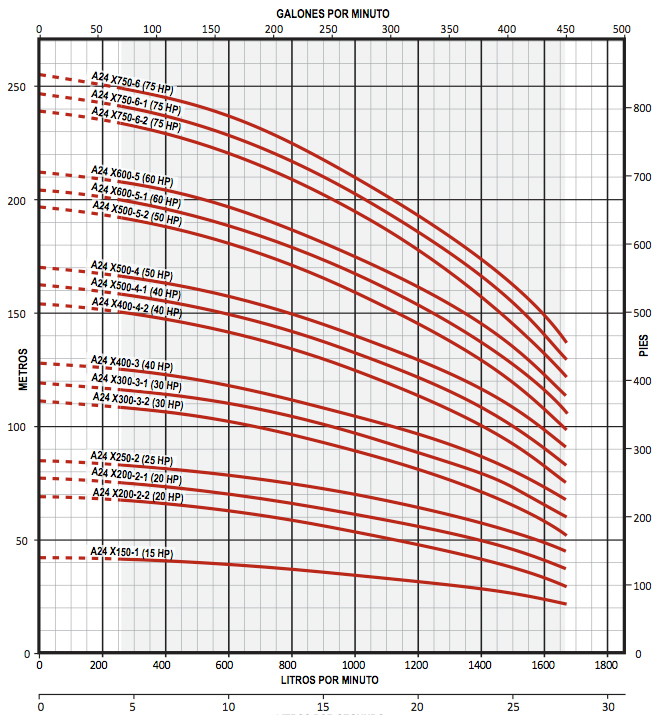 GALONES POR MINUTO
0 50 100 150 200 250 300 350 400 450 500
A24 X750-6 (75 HP)
A24 X750-6-1 (75 HP)
A24 X750-6-2 (75 HP)
A24 X600-5 (60 HP)
A24 X600-5-1 (60 HP)
A24 X500-5-2 (50 HP)
A24 X500-4 (50 HP)
A24 X500-4-1 (40 HP)
A24 X400-4-2 (40 HP)
A24 X400-3 (40 HP)
A24 X300-3-1 (30 HP)
A24 X300-3-2 (30 HP)
A24 X250-2 (25 HP)
A24 X200-2-1 (20 HP)
A24 X200-2-2 (20 HP)
A24 X150-1 (15 HP)
METROS
250
200
150
100
50
0
PIES
800
700
600
500
400
300
200
100
0
0 200 400 600 800 1000 1200 1400 1600 1800
LITROS POR MINUTO
0 5 10 15 20 25 30